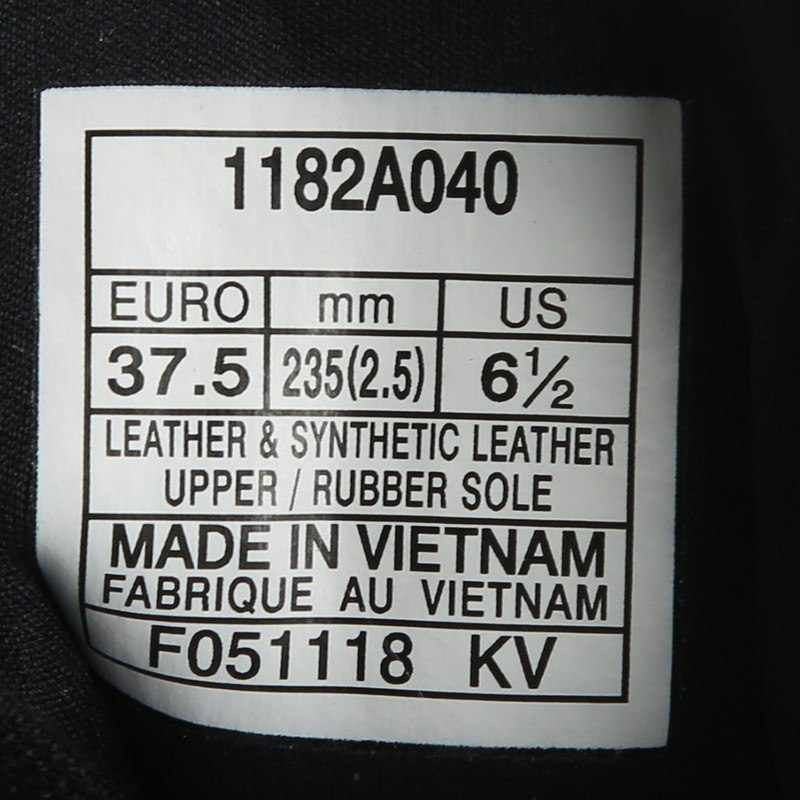 1182A040
EURO mm US
37.5 235(2.5) 6½
LEATHER & SYNTHETIC LEATHER
UPPER / RUBBER SOLE
MADE IN VIETNAM
FABRIQUE AU VIETNAM
F051118 KV